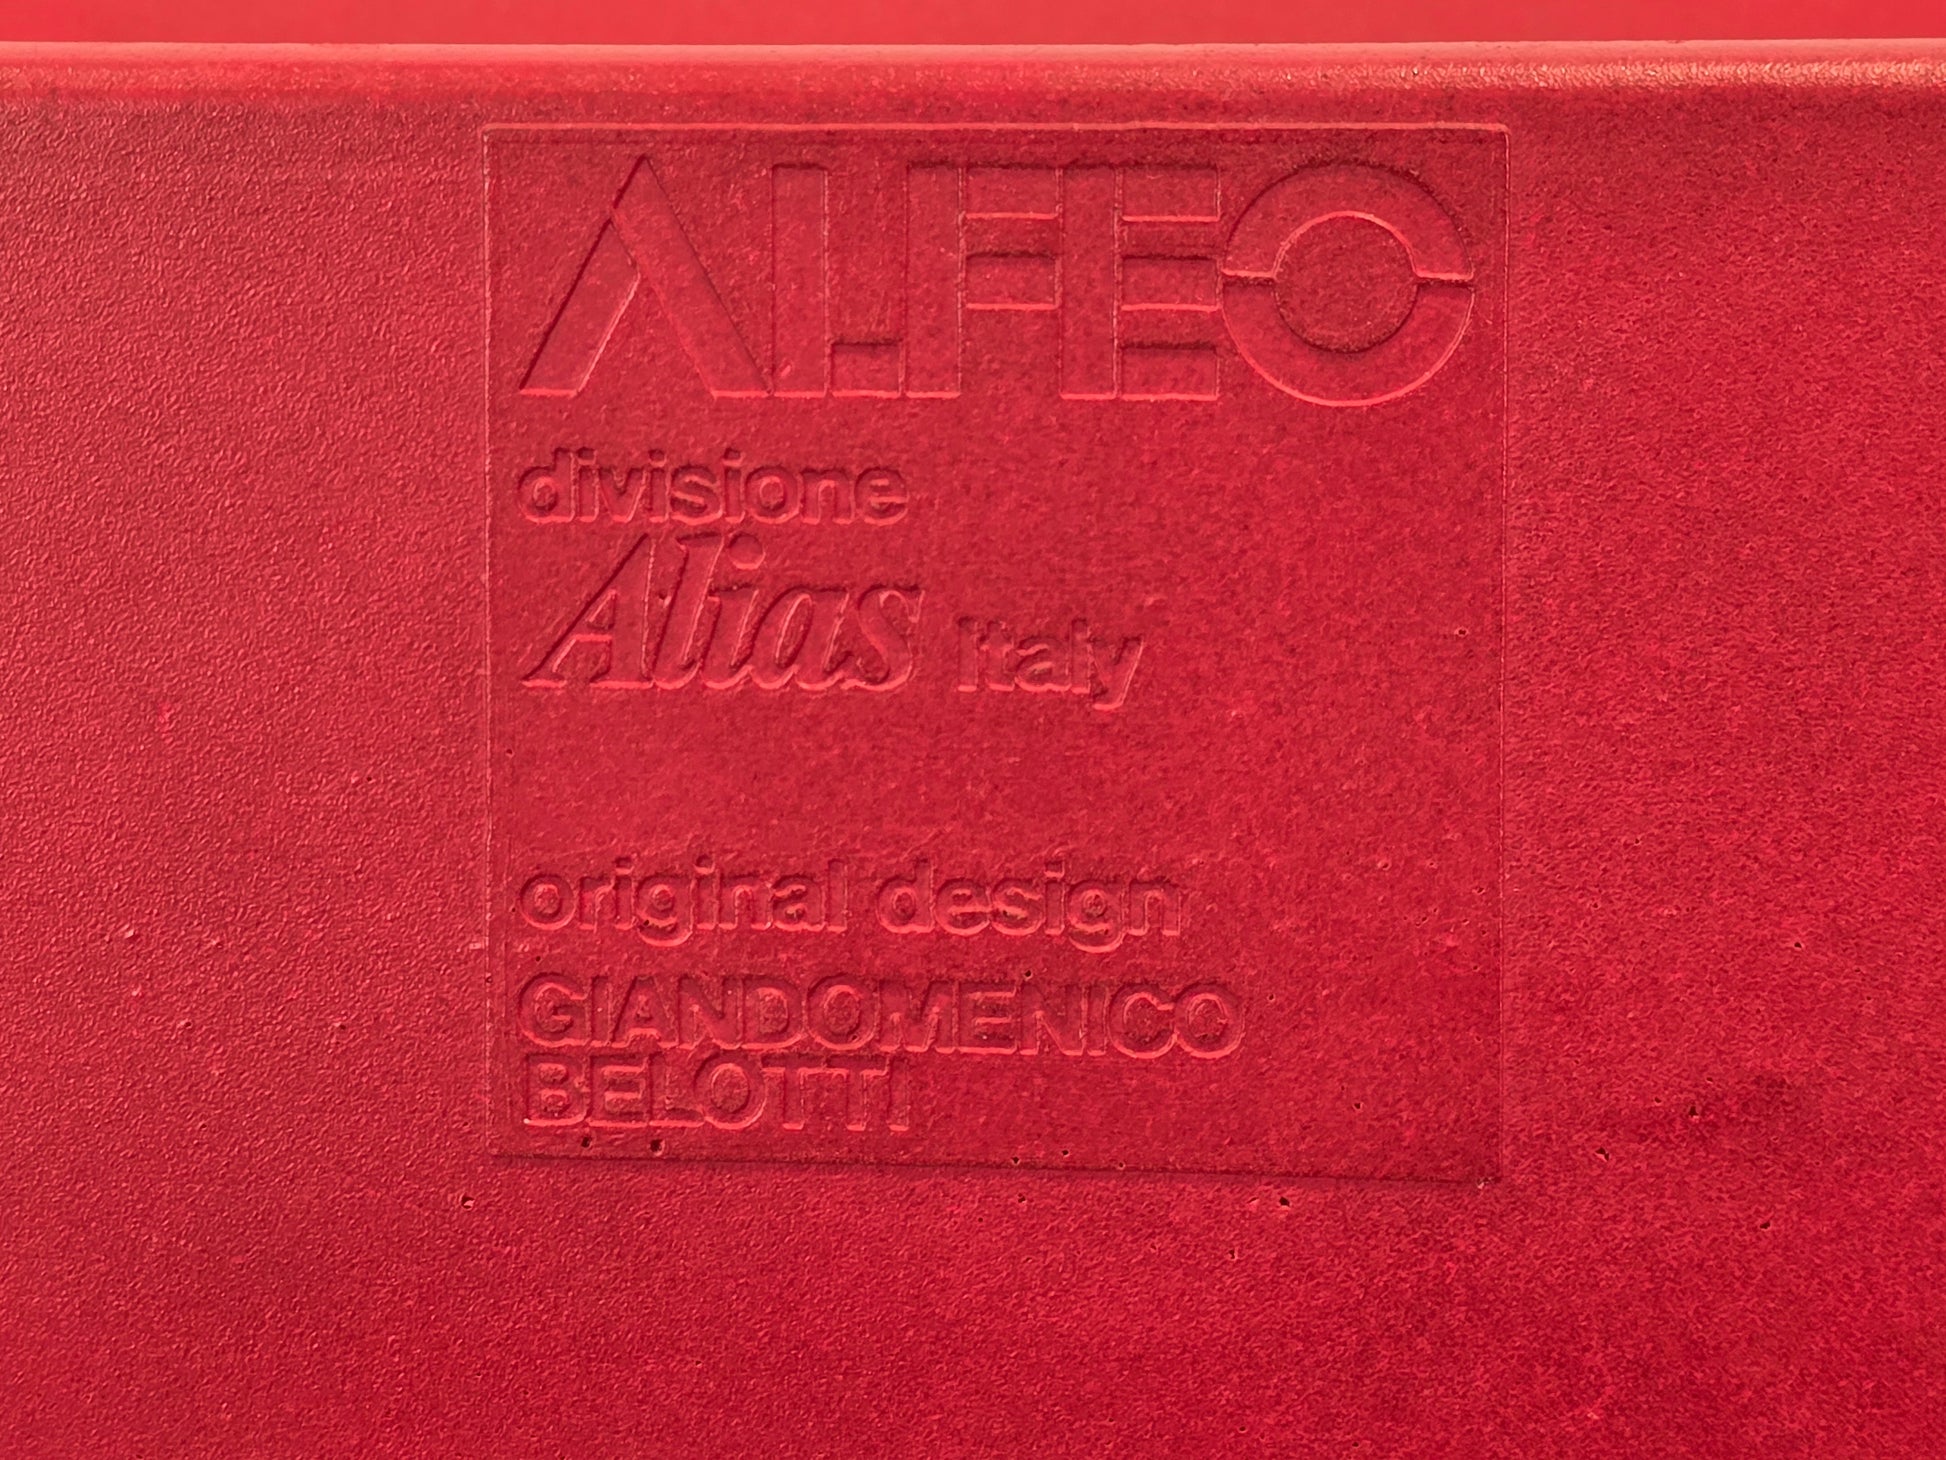 ALFEO
divisione
Alias Italy
original design
GIANDOMENICO
BELOTTI